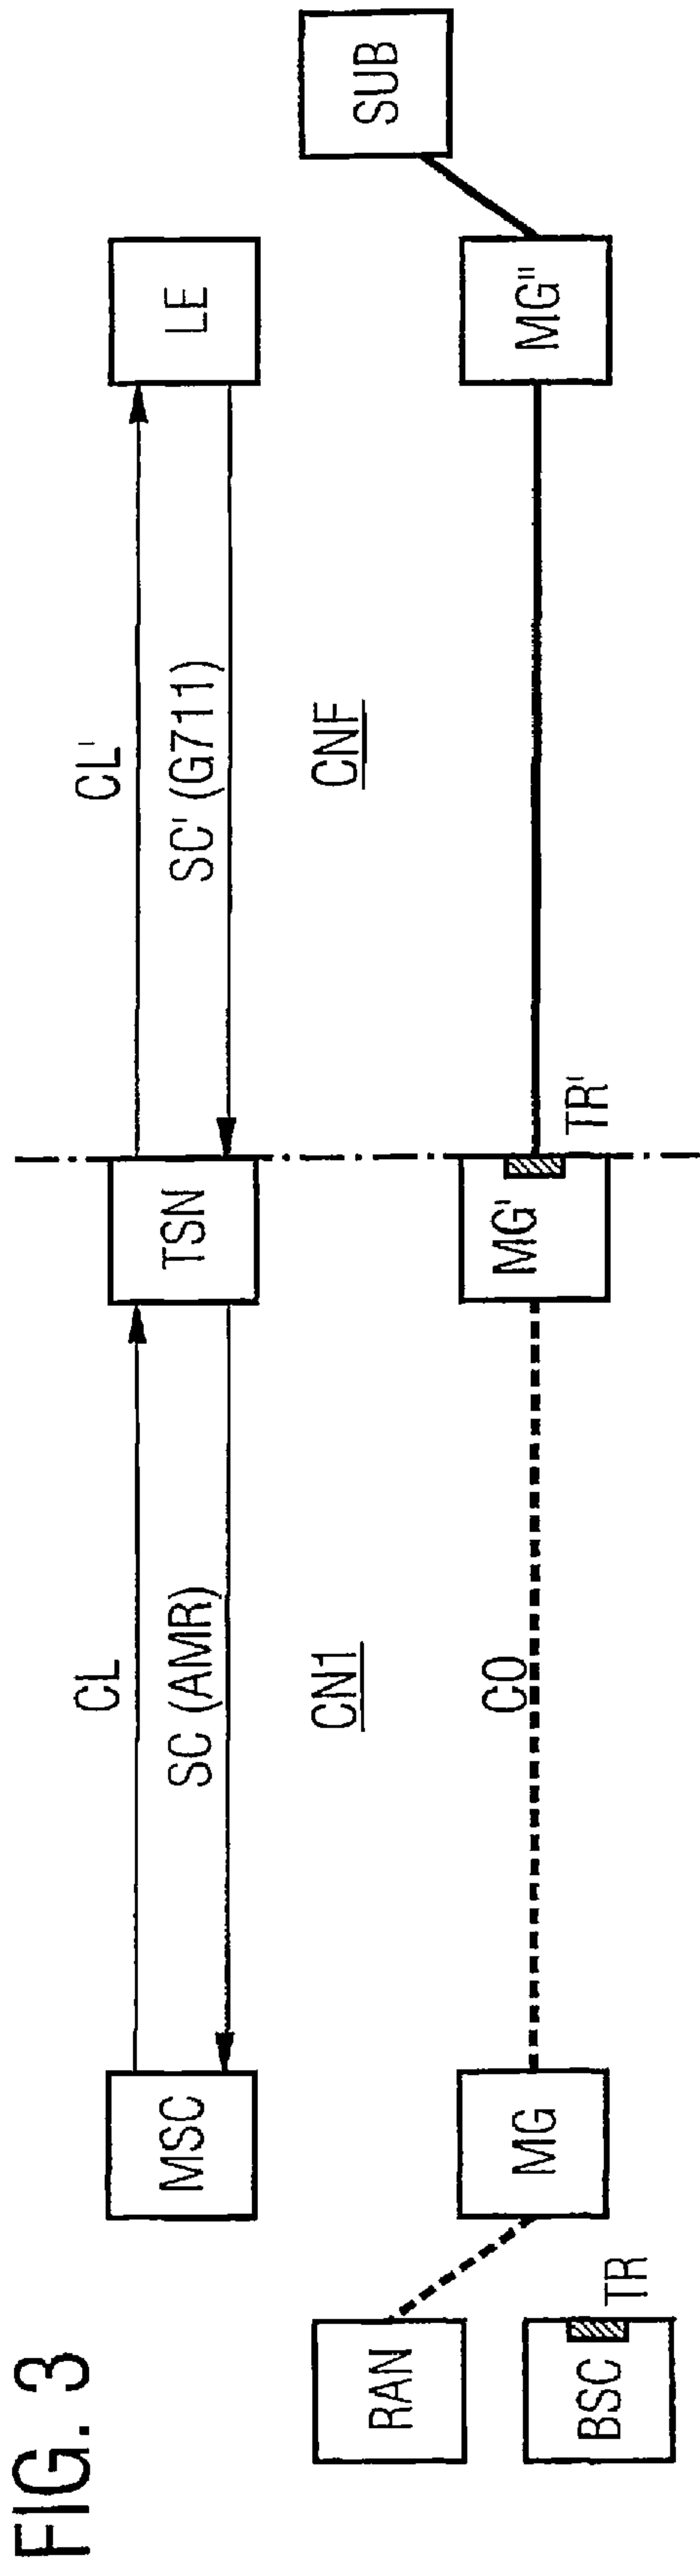 FIG. 3
CL
CL'
MSC
SC (AMR)
TSN
SC' (G711)
LE
RAN
CN1
CNF
SUB
BSC
TR
MG
CO
MG'
TR'
MG"